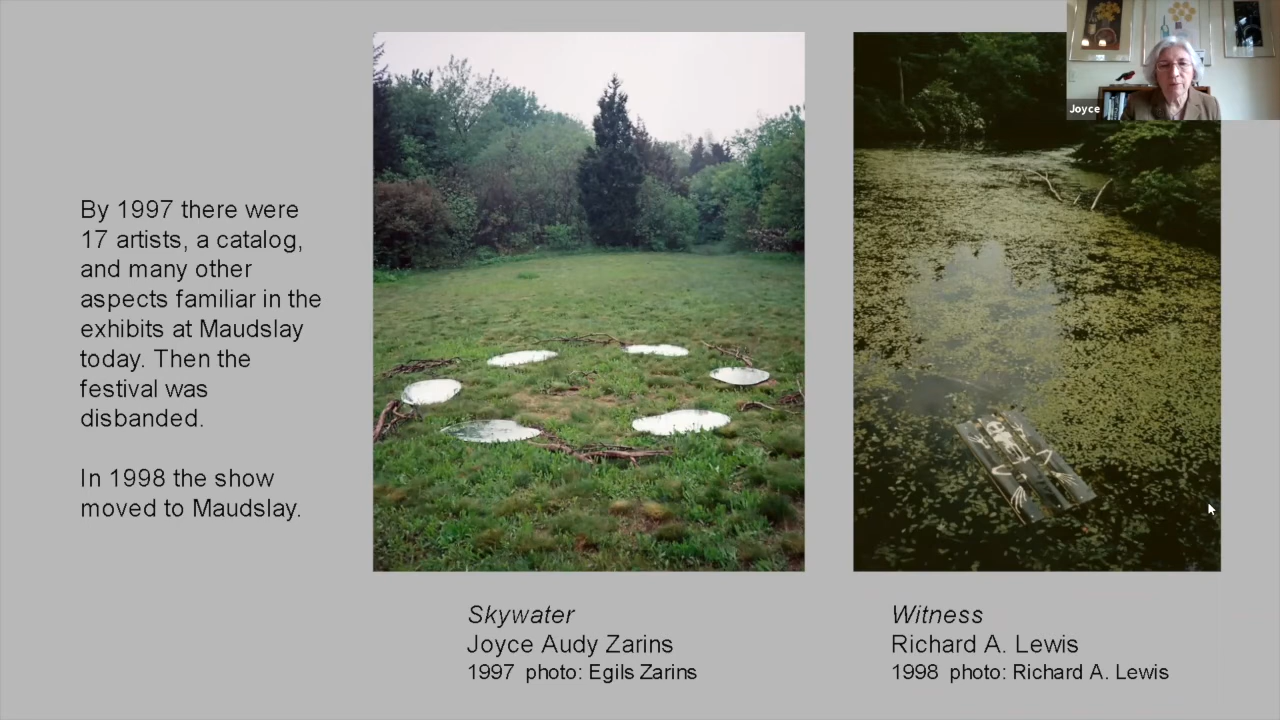 By 1997 there were
17 artists, a catalog,
and many other
aspects familiar in the
exhibits at Maudslay
today. Then the
festival was
disbanded.
In 1998 the show
moved to Maudslay.
Joyce
Skywater
Joyce Audy Zarins
1997 photo: Egils Zarins
Witness
Richard A. Lewis
1998 photo: Richard A. Lewis